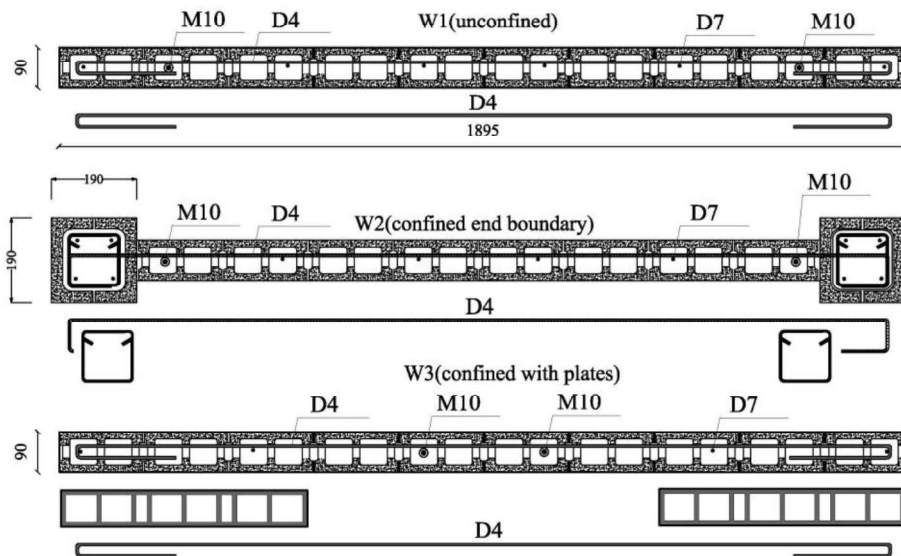 W1(unconfined)
M10 D4 D7 M10
90
D4
1895
190
M10 D4 W2(confined end boundary) D7 M10
190
D4
W3(confined with plates)
D4 M10 M10 D7
90
D4